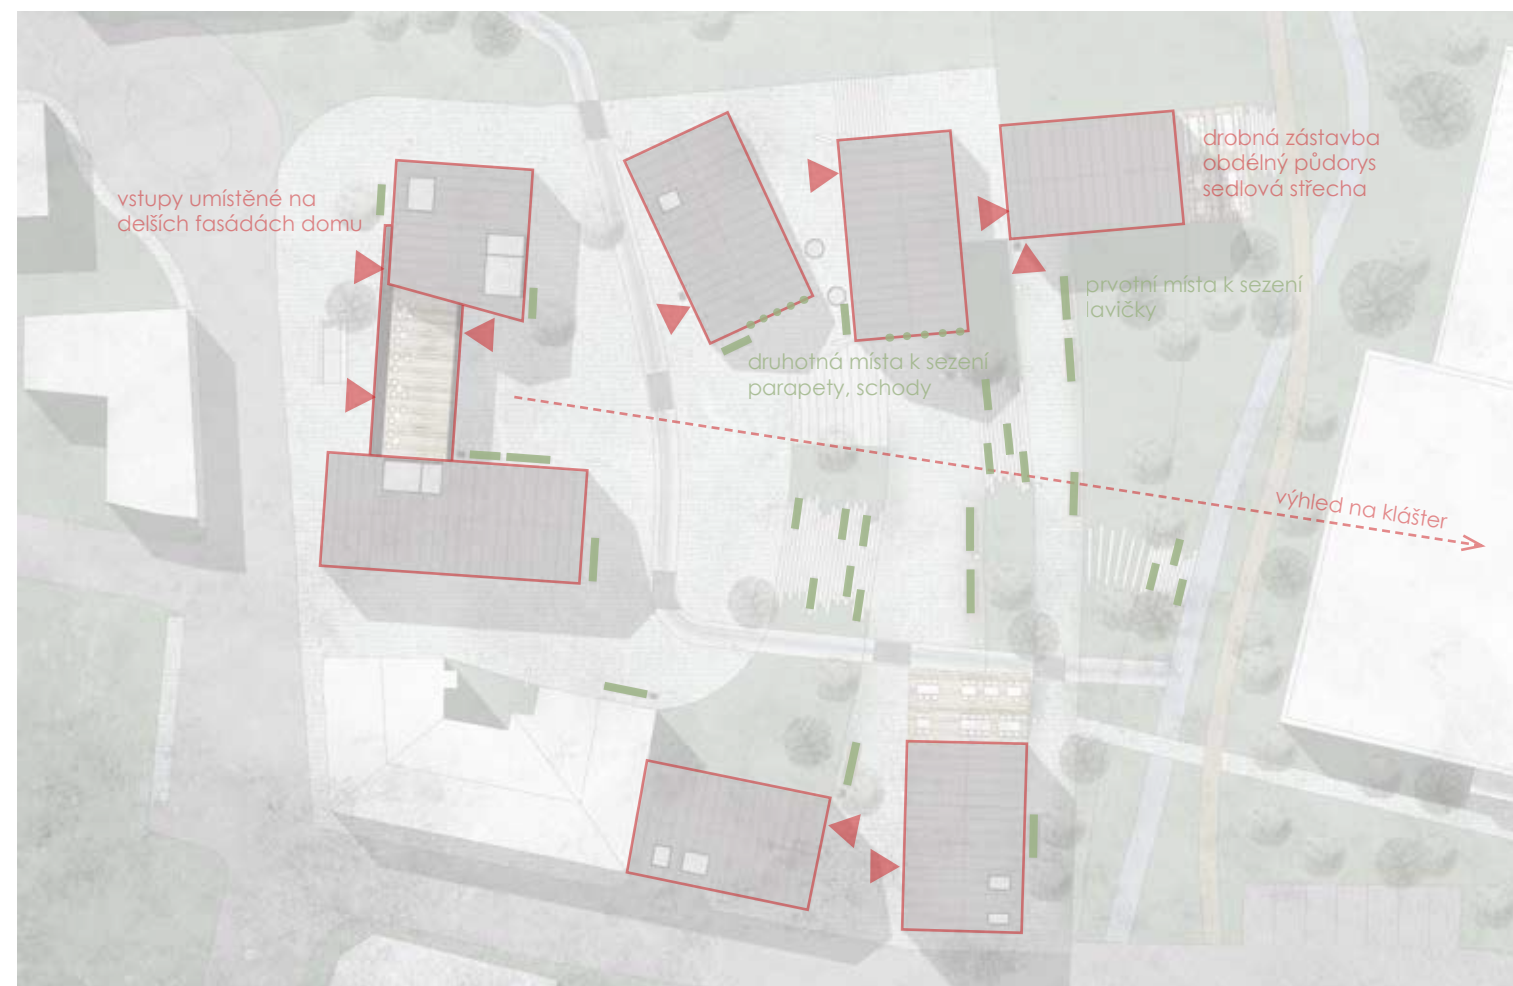 drobná zástavba
obdélný půdorys
sedlová střecha
vstupy umístěné na
delších fasádách domu
prvotní místa k sezení
lavičky
druhotná místa k sezení
parapety, schody
výhled na klášter